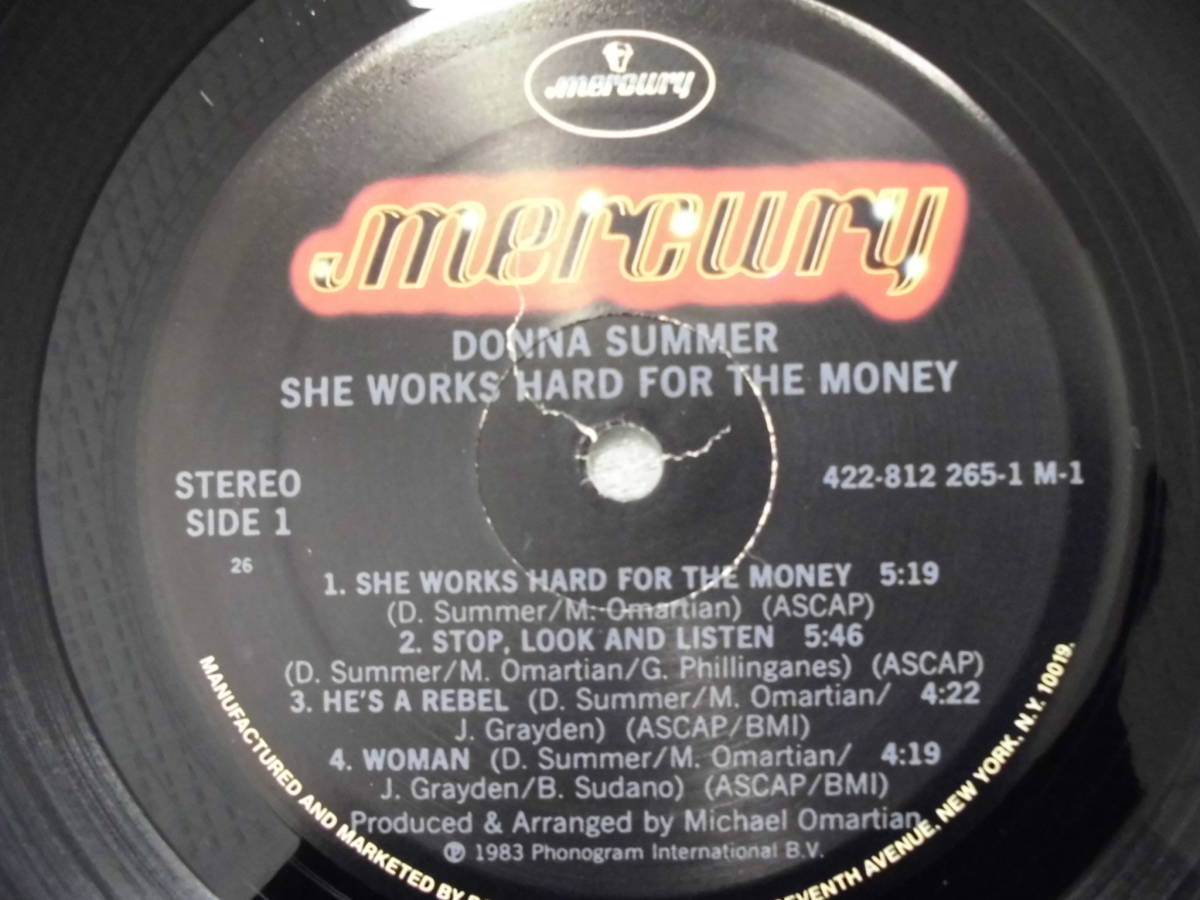 mercury
mercury
DONNA SUMMER
SHE WORKS HARD FOR THE MONEY
STEREO
SIDE 1
26
422-812 265-1 M-1
1. SHE WORKS HARD FOR THE MONEY 5:19
(D. Summer/M. Omartian) (ASCAP)
2. STOP, LOOK AND LISTEN 5:46
(D. Summer/M. Omartian/G. Phillinganes) (ASCAP)
3. HE'S A REBEL (D. Summer/M. Omartian/ 4:22
J. Grayden) (ASCAP/BMI)
4. WOMAN (D. Summer/M. Omartian/ 4:19
J. Grayden/B. Sudano) (ASCAP/BMI)
Produced & Arranged by Michael Omartian
℗ 1983 Phonogram International B.V.
MANUFACTURED AND MARKETED BY AVENUE, NEW YORK, N.Y. 10019.